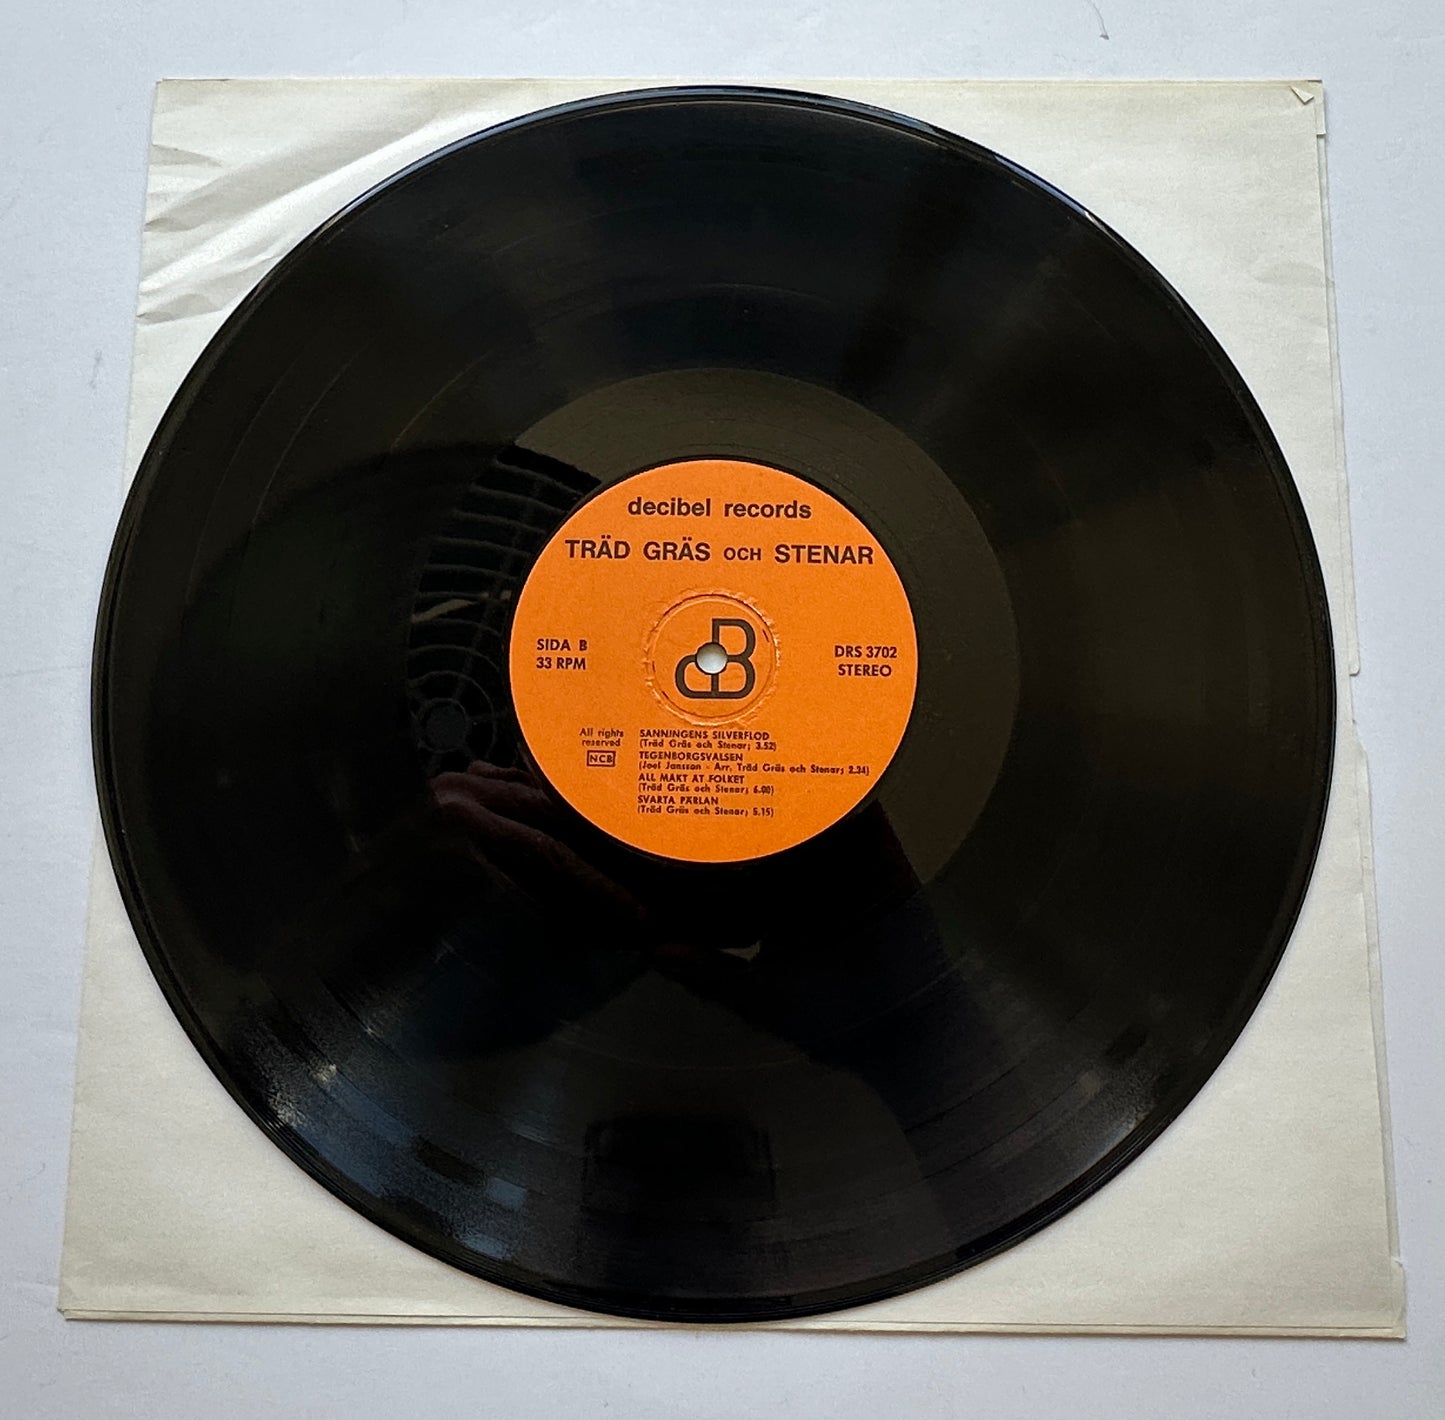 decibel records
TRÄD GRÄS OCH STENAR
dB
SIDA B
33 RPM
DRS 3702
STEREO
All rights
reserved
NCB
SANNINGENS SILVERFLOD
(Träd Gräs och Stenar; 3.52)
TEGENBORGSVALSEN
(Joel Jansson - Arr. Träd Gräs och Stenar; 2.34)
ALL MAKT AT FOLKET
(Träd Gräs och Stenar; 6.00)
SVARTA PÄRLAN
(Träd Gräs och Stenar; 5.15)